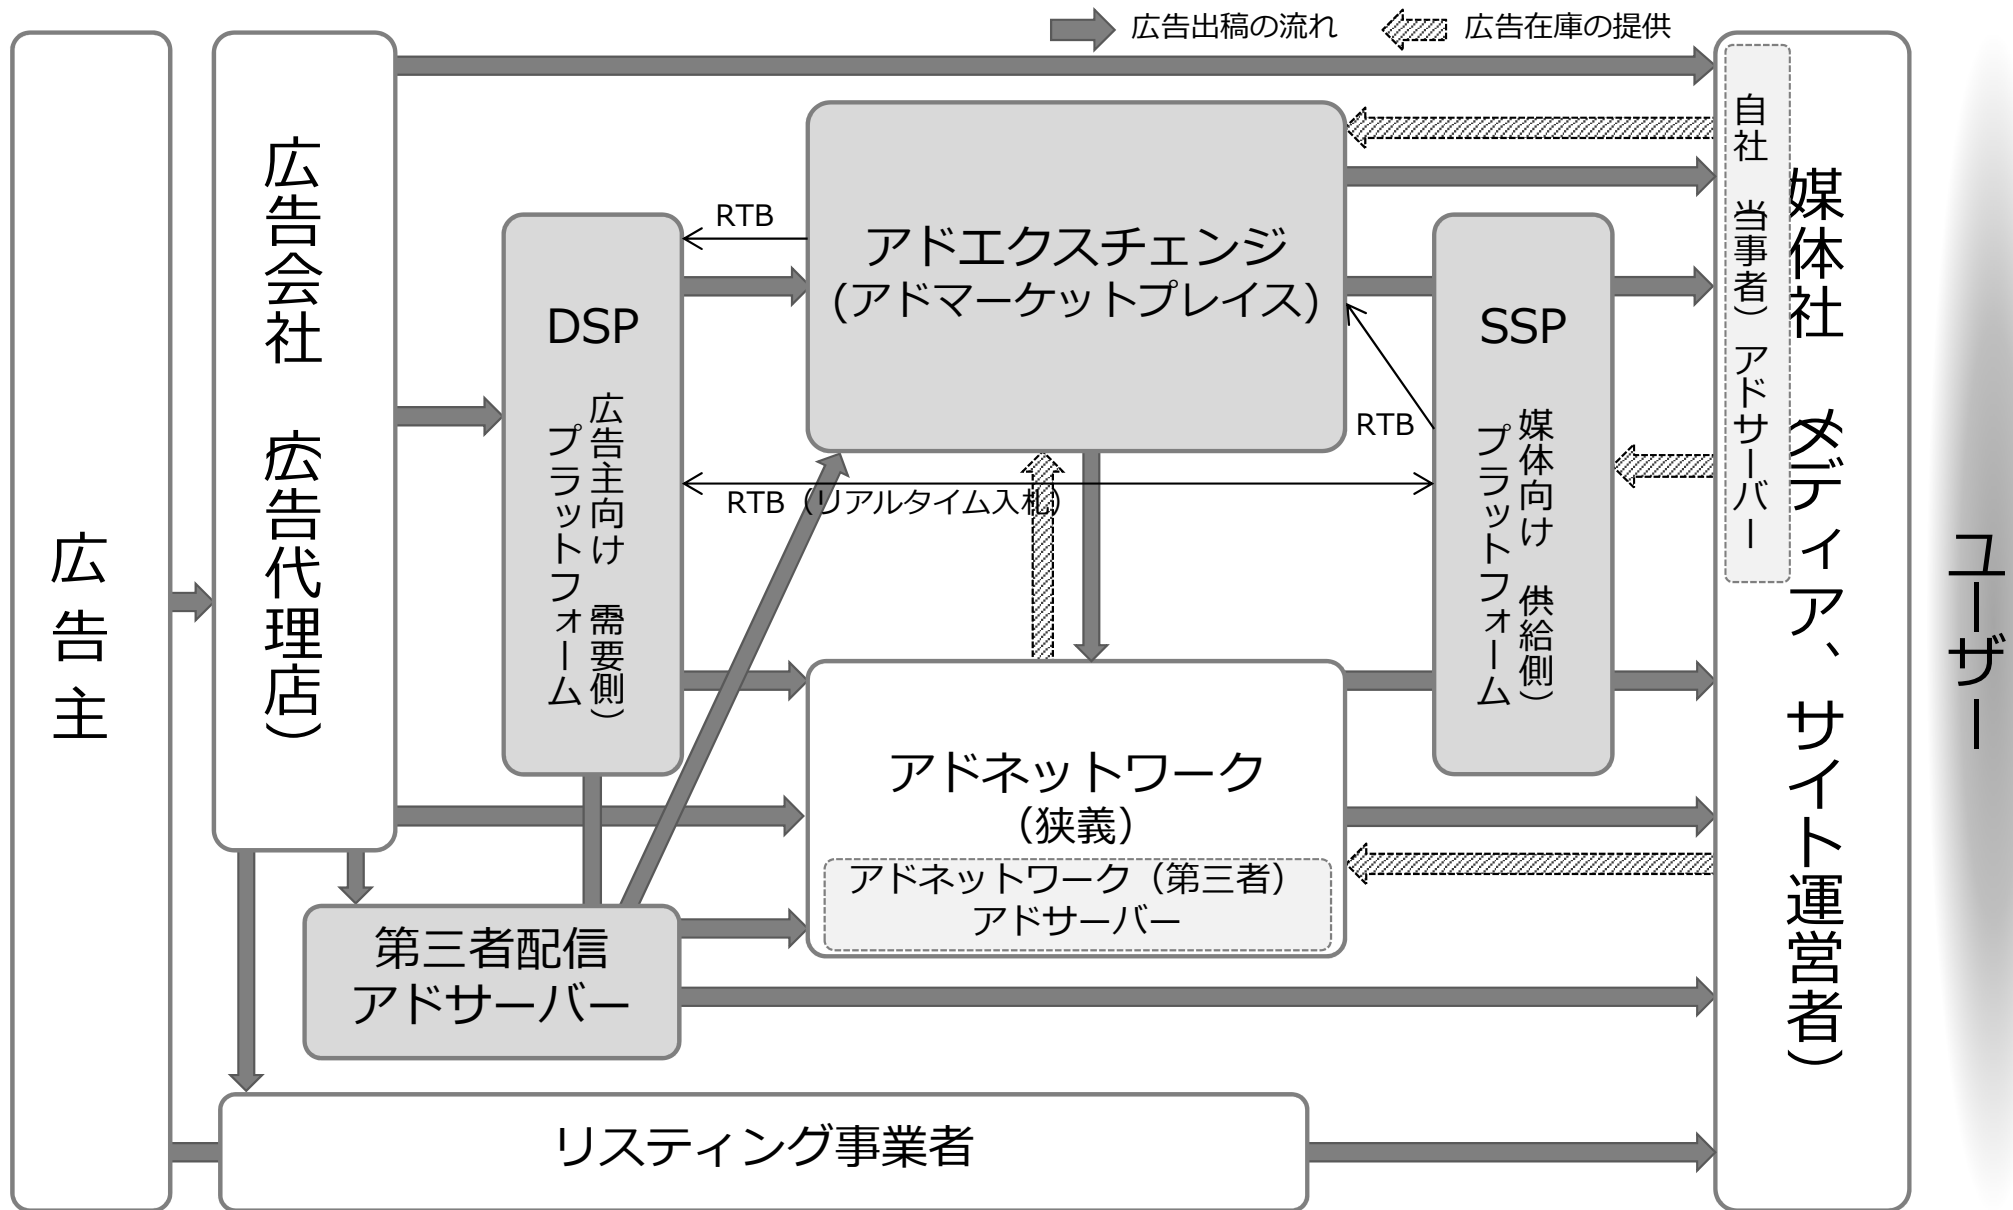 広告出稿の流れ
広告在庫の提供
広告主
広告会社 (広告代理店)
DSP
広告主向け (需要側)
プラットフォーム
RTB
アドエクスチェンジ
(アドマーケットプレイス)
RTB
RTB（リアルタイム入札）
SSP
媒体向け (供給側)
プラットフォーム
自社 (当事者) アドサーバー
媒体社 (メディア、サイト運営者)
ユーザー
アドネットワーク
（狭義）
アドネットワーク（第三者）
アドサーバー
第三者配信
アドサーバー
リスティング事業者